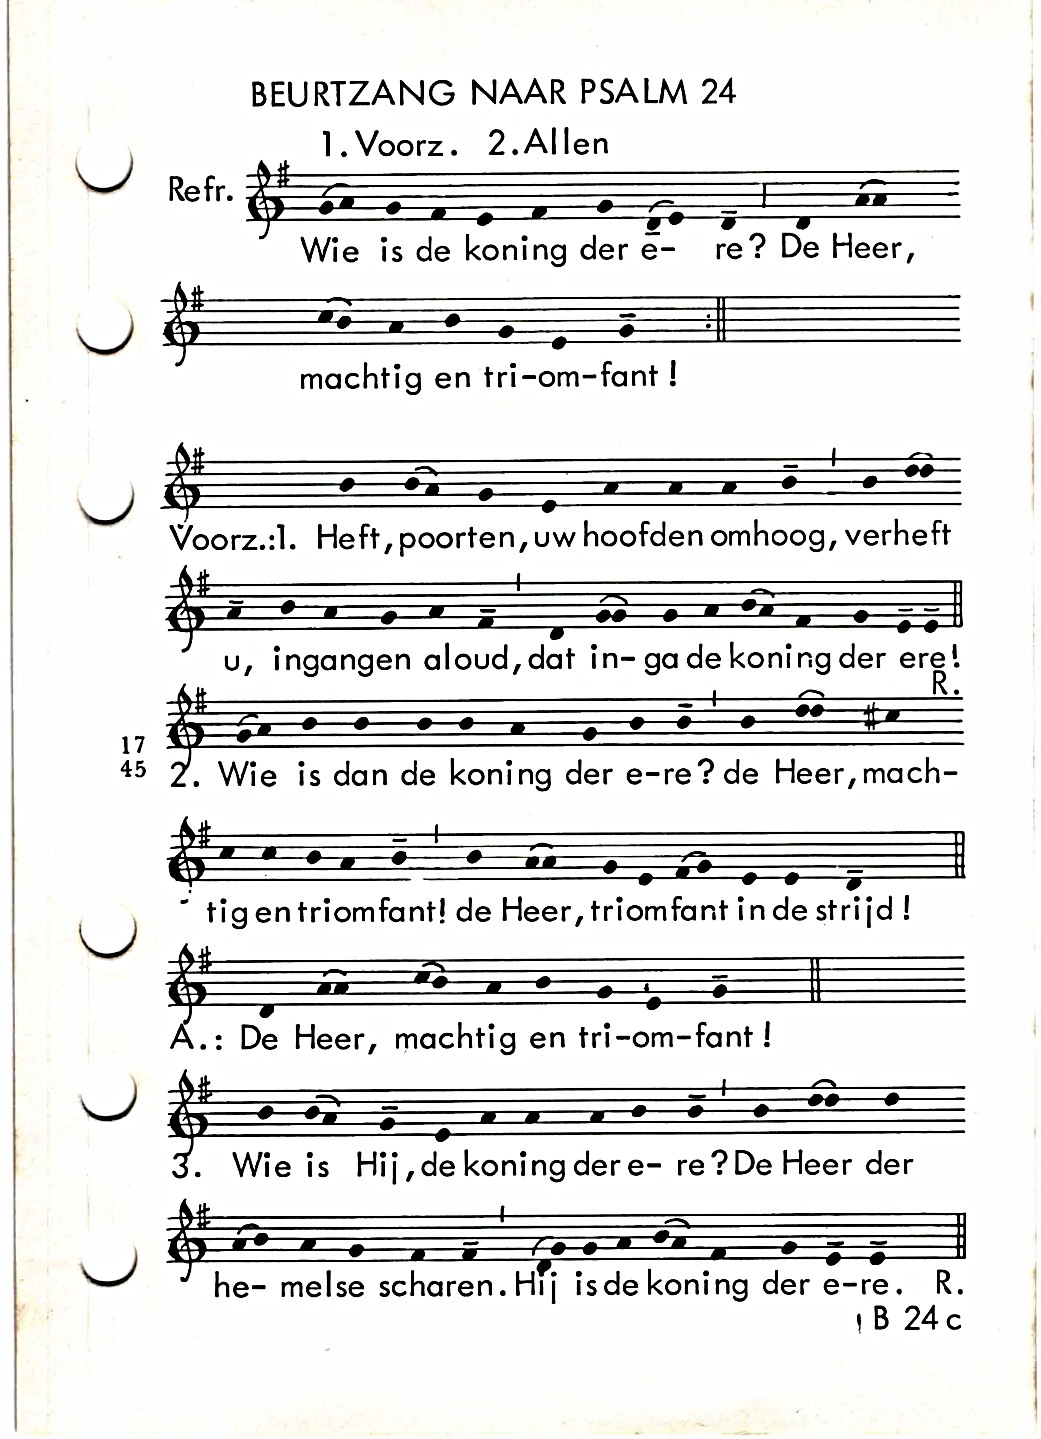 BEURTZANG NAAR PSALM 24
1. Voorz. 2. Allen
Refr.
Wie is de koning der e- re? De Heer,
machtig en tri-om-fant!
Voorz.:1. Heft, poorten, uw hoofden omhoog, verheft
u, ingangen aloud, dat in-ga de koning der ere!
R.
17
45
2. Wie is dan de koning der e-re? de Heer, mach-
tig en triomfant! de Heer, triomfant in de strijd!
A.: De Heer, machtig en tri-om-fant!
3. Wie is Hij, de koning der e- re? De Heer der
he- melse scharen. Hij is de koning der e-re. R.
B 24 c